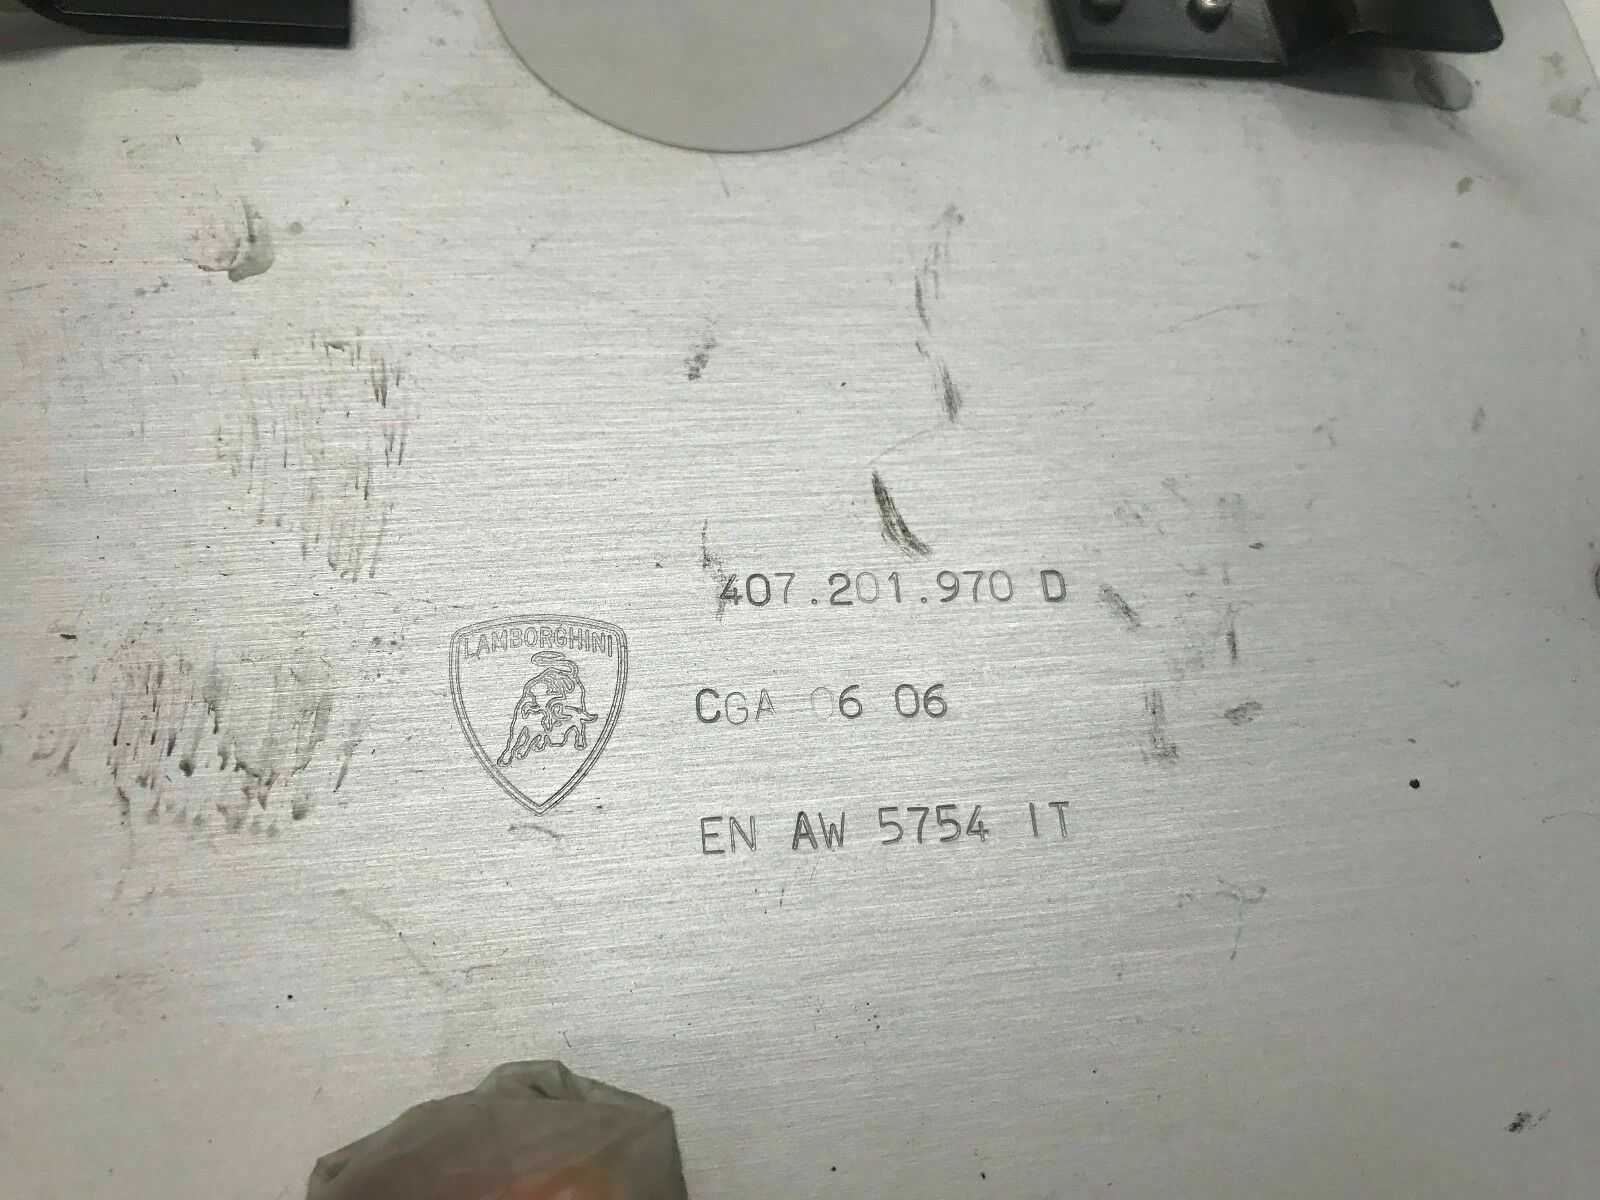 407.201.970 D
LAMBORGHINI
CGA 06 06
EN AW 5754 IT